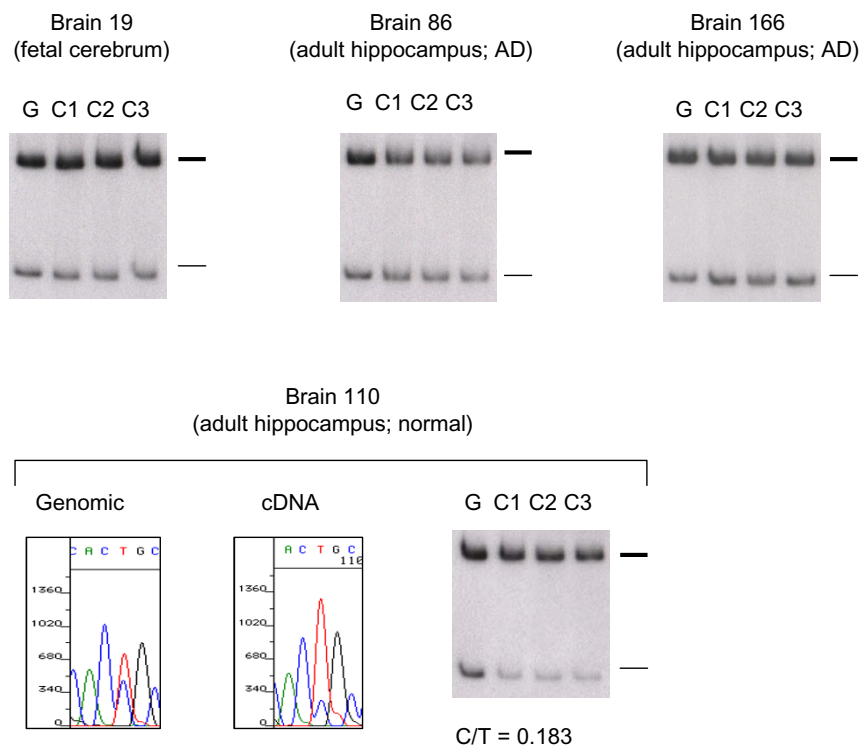 Brain 19
(fetal cerebrum)
G C1 C2 C3
Brain 86
(adult hippocampus; AD)
G C1 C2 C3
Brain 166
(adult hippocampus; AD)
G C1 C2 C3
Brain 110
(adult hippocampus; normal)
Genomic
C A C T G C
1360
1020
680
340
0
cDNA
A C T G C
110
1360
1020
680
340
0
G C1 C2 C3
C/T = 0.183